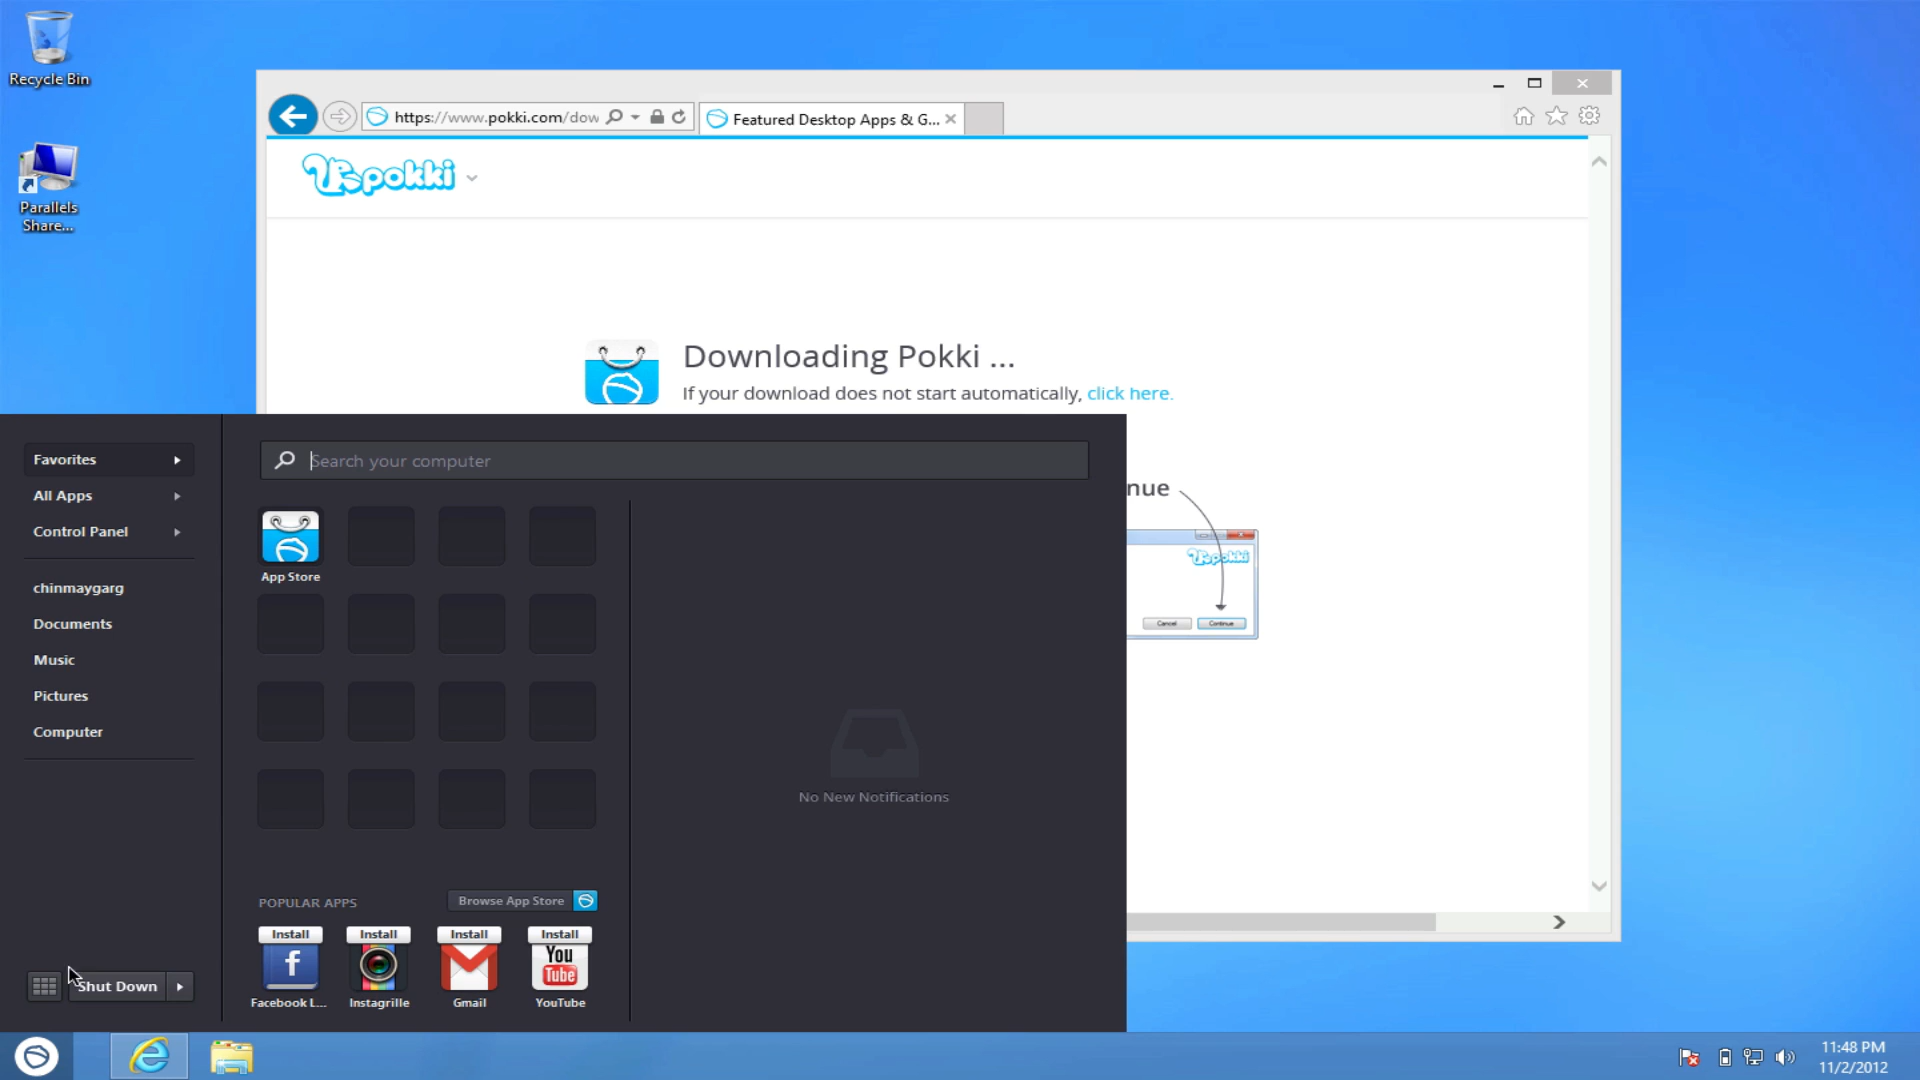 Recycle Bin
Parallels
Share...
https://www.pokki.com/dow
Featured Desktop Apps & G...
pokki
Downloading Pokki ...
If your download does not start automatically, click here.
nue
pokki
Cancel
Continue
Favorites
All Apps
Control Panel
chinmaygarg
Documents
Music
Pictures
Computer
Shut Down
Search your computer
App Store
No New Notifications
POPULAR APPS
Browse App Store
Install Install Install Install
f
You
Tube
Facebook L... Instagrille Gmail YouTube
11:48 PM
11/2/2012